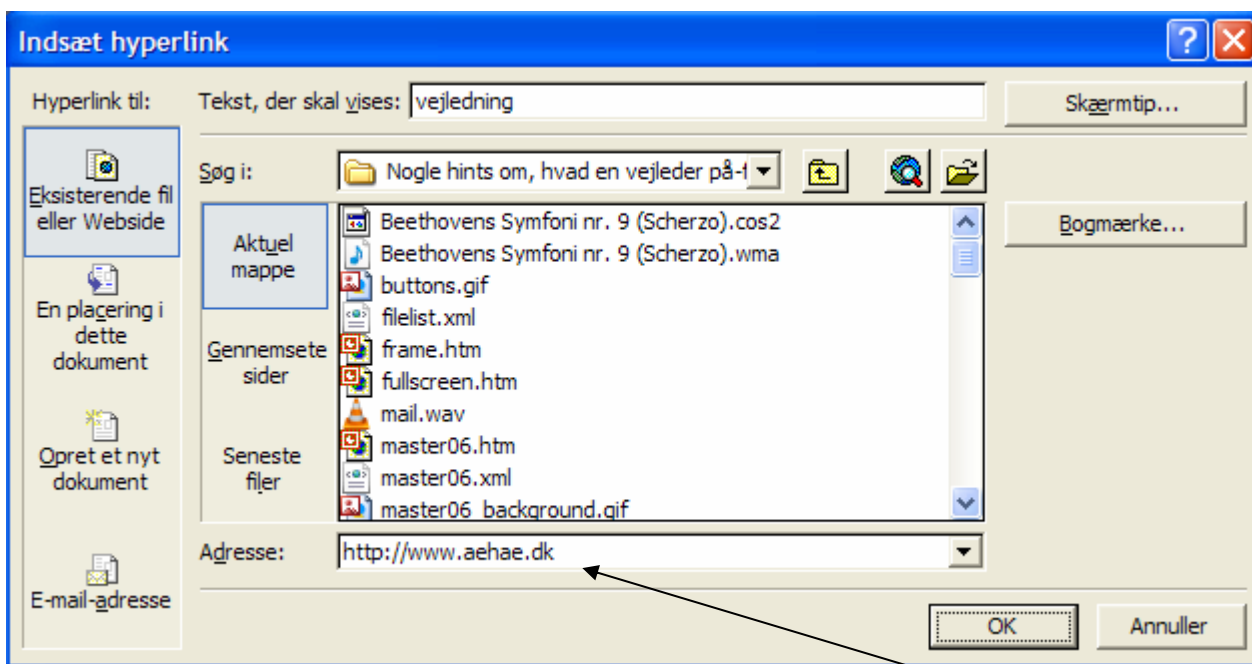 Indsæt hyperlink
Hyperlink til:
Tekst, der skal vises: vejledning
Skærmtip...
Eksisterende fil
eller Webside
En placering i
dette
dokument
Opret et nyt
dokument
E-mail-adresse
Søg i:
Nogle hints om, hvad en vejleder på-f
Bogmærke...
Aktuel
mappe
Gennemsete
sider
Seneste
filer
Beethovens Symfoni nr. 9 (Scherzo).cos2
Beethovens Symfoni nr. 9 (Scherzo).wma
buttons.gif
filelist.xml
frame.htm
fullscreen.htm
mail.wav
master06.htm
master06.xml
master06_background.gif
Adresse: http://www.aehae.dk
OK
Annuller